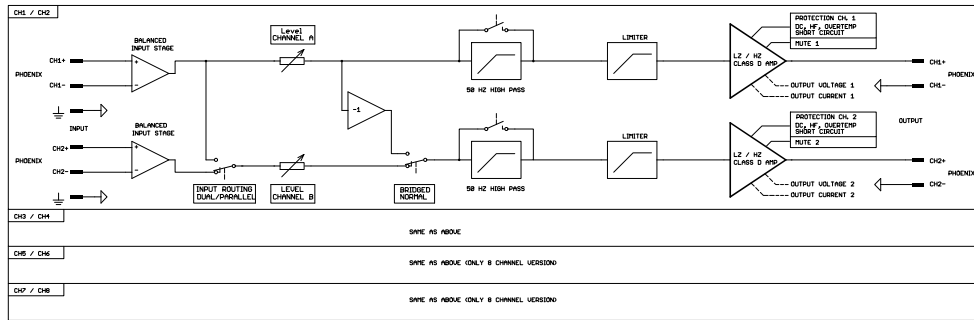 CH1 / CH2
PHOENIX
CH1+
CH1-
INPUT
BALANCED
INPUT STAGE
+
-
Level
CHANNEL A
50 HZ HIGH PASS
LIMITER
LZ / HZ
CLASS D AMP
PROTECTION CH. 1
DC, HF, OVERTEMP
SHORT CIRCUIT
MUTE 1
OUTPUT VOLTAGE 1
OUTPUT CURRENT 1
CH1+
CH1-
PHOENIX
OUTPUT
-1
PHOENIX
CH2+
CH2-
BALANCED
INPUT STAGE
+
-
INPUT ROUTING
DUAL/PARALLEL
LEVEL
CHANNEL B
BRIDGED
NORMAL
50 HZ HIGH PASS
LIMITER
LZ / HZ
CLASS D AMP
PROTECTION CH. 2
DC, HF, OVERTEMP
SHORT CIRCUIT
MUTE 2
OUTPUT VOLTAGE 2
OUTPUT CURRENT 2
CH2+
CH2-
PHOENIX
CH3 / CH4
SAME AS ABOVE
CH5 / CH6
SAME AS ABOVE (ONLY 8 CHANNEL VERSION)
CH7 / CH8
SAME AS ABOVE (ONLY 8 CHANNEL VERSION)